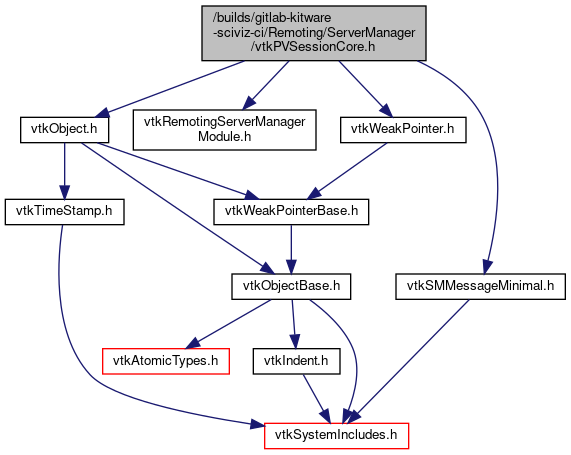 /builds/gitlab-kitware
-sciviz-ci/Remoting/ServerManager
/vtkPVSessionCore.h
vtkObject.h
vtkRemotingServerManager
Module.h
vtkWeakPointer.h
vtkTimeStamp.h
vtkWeakPointerBase.h
vtkObjectBase.h
vtkSMMessageMinimal.h
vtkAtomicTypes.h
vtkIndent.h
vtkSystemIncludes.h